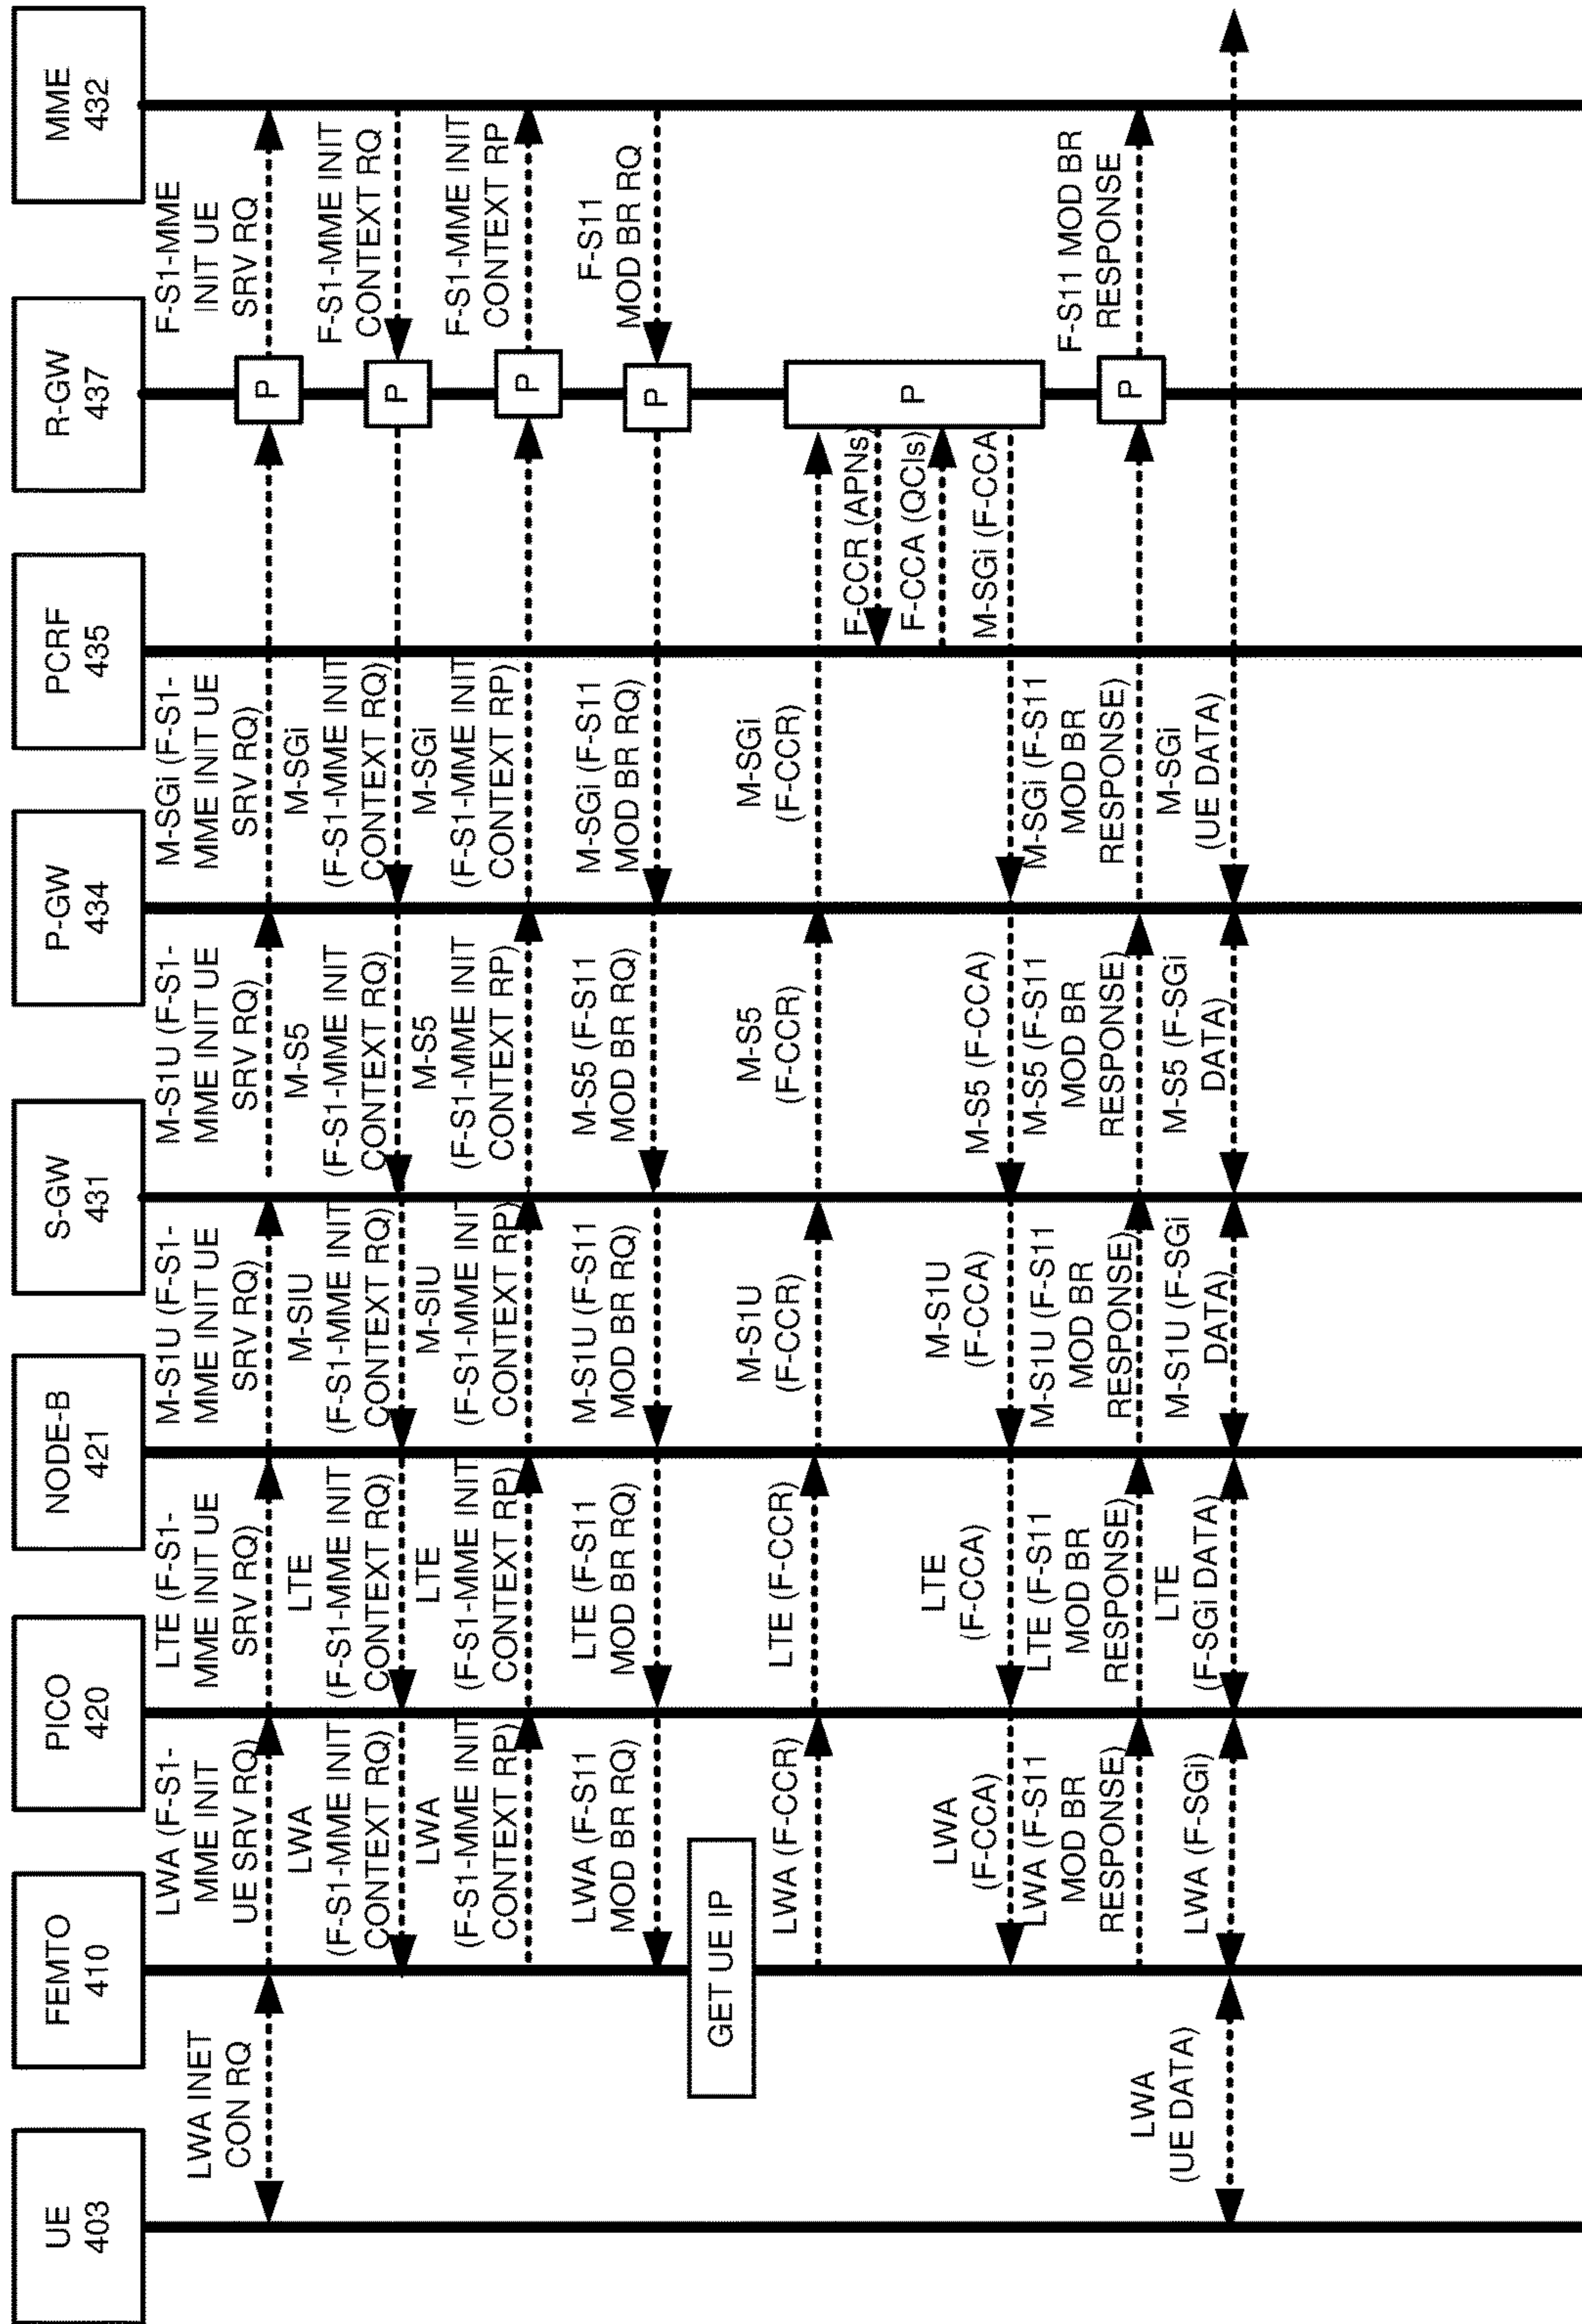 UE
403
FEMTO
410
PICO
420
NODE-B
421
S-GW
431
P-GW
434
PCRF
435
R-GW
437
MME
432
LWA INET
CON RQ
LWA (F-S1-
MME INIT
UE SRV RQ)
LTE (F-S1-
MME INIT UE
SRV RQ)
M-S1U (F-S1-
MME INIT UE
SRV RQ)
M-S1U (F-S1-
MME INIT UE
SRV RQ)
M-SGi (F-S1-
MME INIT UE
SRV RQ)
P
F-S1-MME
INIT UE
SRV RQ
LWA
(F-S1-MME INIT
CONTEXT RQ)
LTE
(F-S1-MME INIT
CONTEXT RQ)
M-SIU
(F-S1-MME INIT
CONTEXT RQ)
M-S5
(F-S1-MME INIT
CONTEXT RQ)
M-SGi
(F-S1-MME INIT
CONTEXT RQ)
P
F-S1-MME INIT
CONTEXT RQ
LWA
(F-S1-MME INIT
CONTEXT RP)
LTE
(F-S1-MME INIT
CONTEXT RP)
M-SIU
(F-S1-MME INIT
CONTEXT RP)
M-S5
(F-S1-MME INIT
CONTEXT RP)
M-SGi
(F-S1-MME INIT
CONTEXT RP)
P
F-S1-MME INIT
CONTEXT RP
LWA (F-S11
MOD BR RQ)
LTE (F-S11
MOD BR RQ)
M-S1U (F-S11
MOD BR RQ)
M-S5 (F-S11
MOD BR RQ)
M-SGi (F-S11
MOD BR RQ)
P
F-S11
MOD BR RQ
GET UE IP
LWA (F-CCR)
LTE (F-CCR)
M-S1U
(F-CCR)
M-S5
(F-CCR)
M-SGi
(F-CCR)
P
F-CCR (APNs)
F-CCA (QCIs)
M-SGi (F-CCA
LWA
(F-CCA)
LTE
(F-CCA)
M-S1U
(F-CCA)
M-S5 (F-CCA)
LWA (F-S11
MOD BR
RESPONSE)
LTE (F-S11
MOD BR
RESPONSE)
M-S1U (F-S11
MOD BR
RESPONSE)
M-S5 (F-S11
MOD BR
RESPONSE)
M-SGi (F-S11
MOD BR
RESPONSE)
P
F-S11 MOD BR
RESPONSE
LWA
(UE DATA)
LWA (F-SGi)
LTE
(F-SGi DATA)
M-S1U (F-SGi
DATA)
M-S5 (F-SGi
DATA)
M-SGi
(UE DATA)